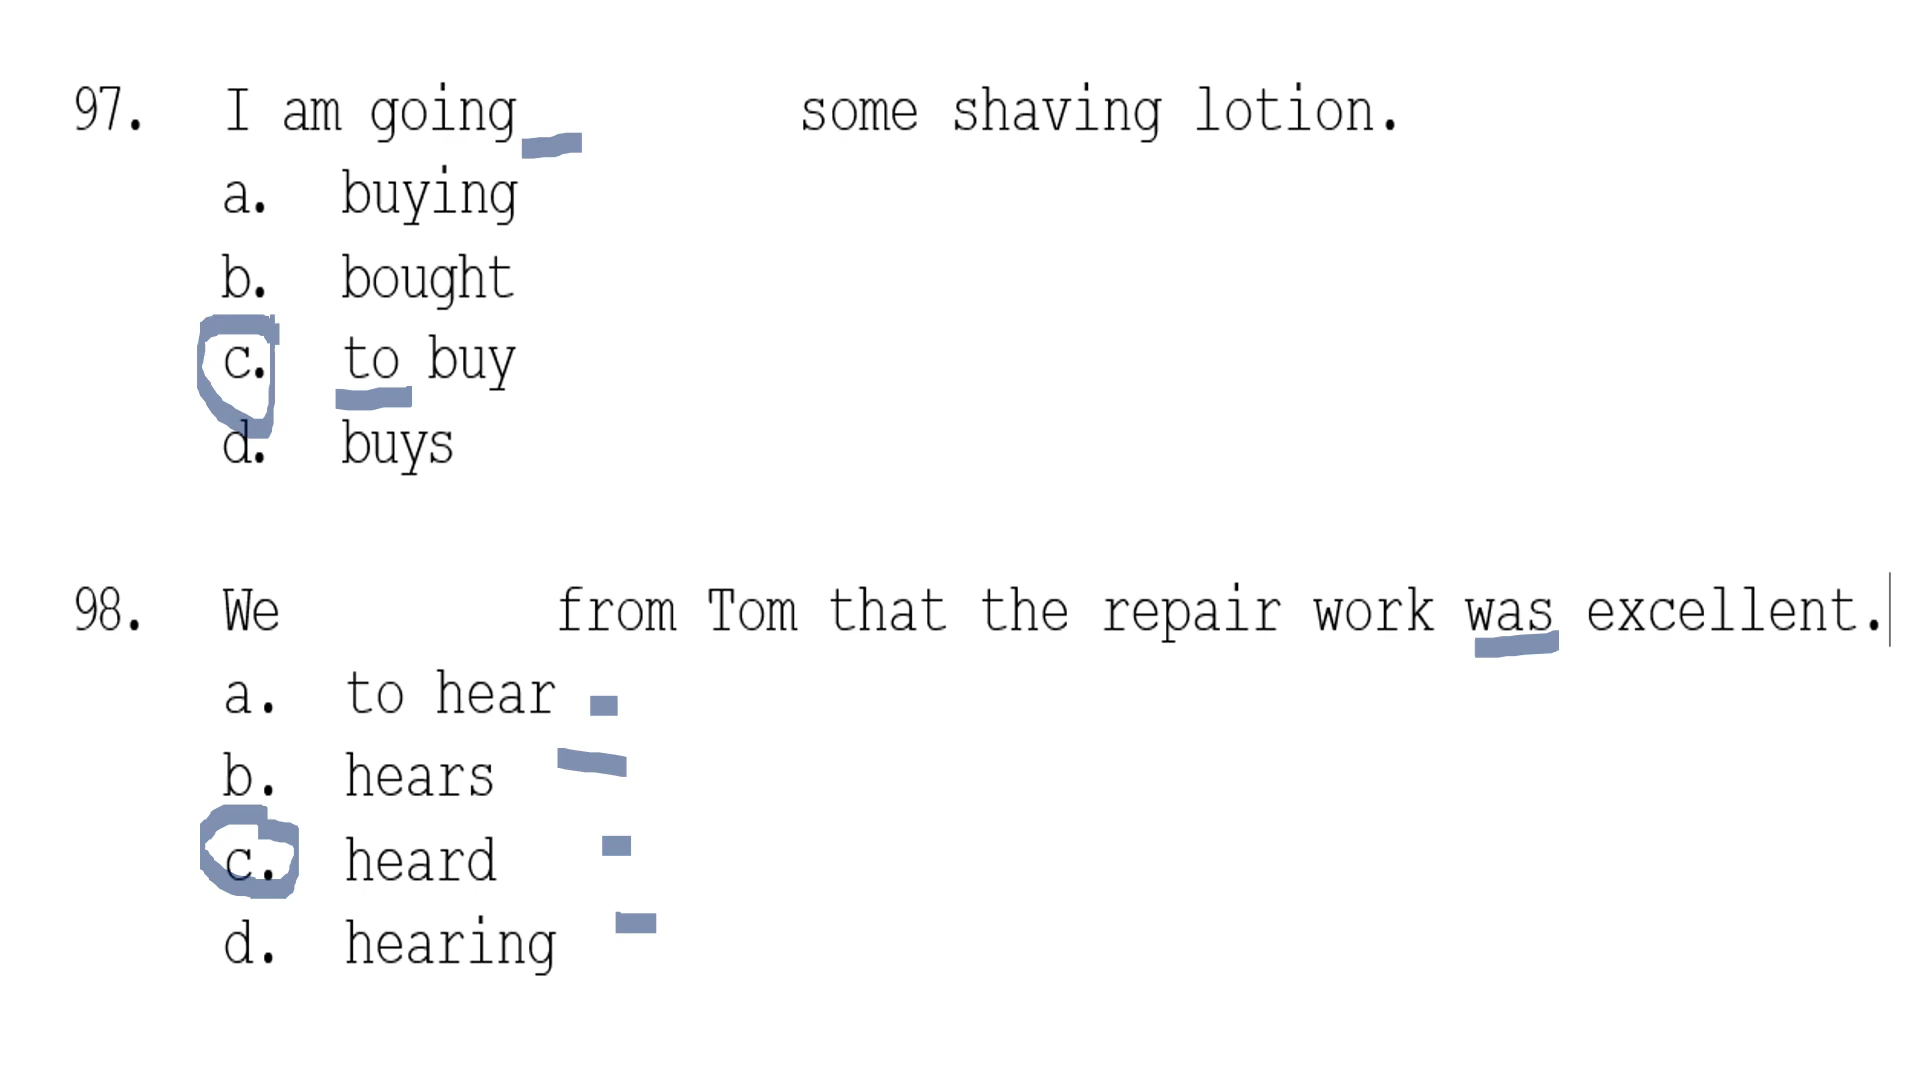 97. I am going some shaving lotion.
a. buying
b. bought
c. to buy
d. buys
98. We from Tom that the repair work was excellent.
a. to hear
b. hears
c. heard
d. hearing